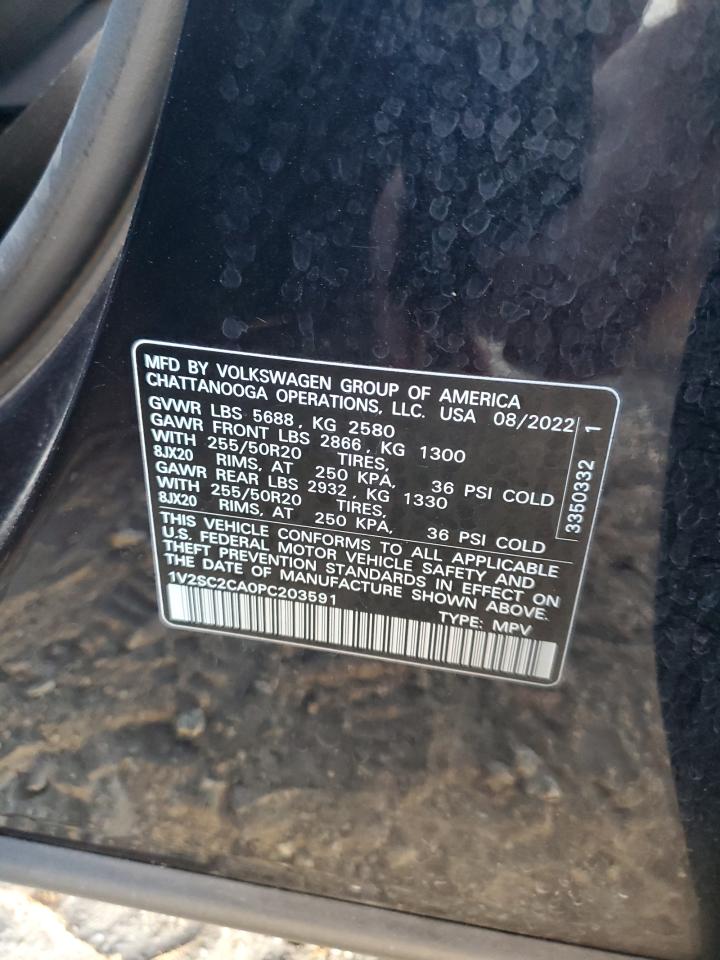 MFD BY VOLKSWAGEN GROUP OF AMERICA
CHATTANOOGA OPERATIONS, LLC. USA 08/2022 1
GVWR LBS 5688, KG 2580
GAWR FRONT LBS 2866, KG 1300
WITH 255/50R20 TIRES,
8JX20 RIMS, AT 250 KPA, 36 PSI COLD
GAWR REAR LBS 2932, KG 1330
WITH 255/50R20 TIRES,
8JX20 RIMS, AT 250 KPA, 36 PSI COLD
3350332
THIS VEHICLE CONFORMS TO ALL APPLICABLE
U.S. FEDERAL MOTOR VEHICLE SAFETY AND
THEFT PREVENTION STANDARDS IN EFFECT ON
THE DATE OF MANUFACTURE SHOWN ABOVE.
1V2SC2CA0PC203591
TYPE: MPV